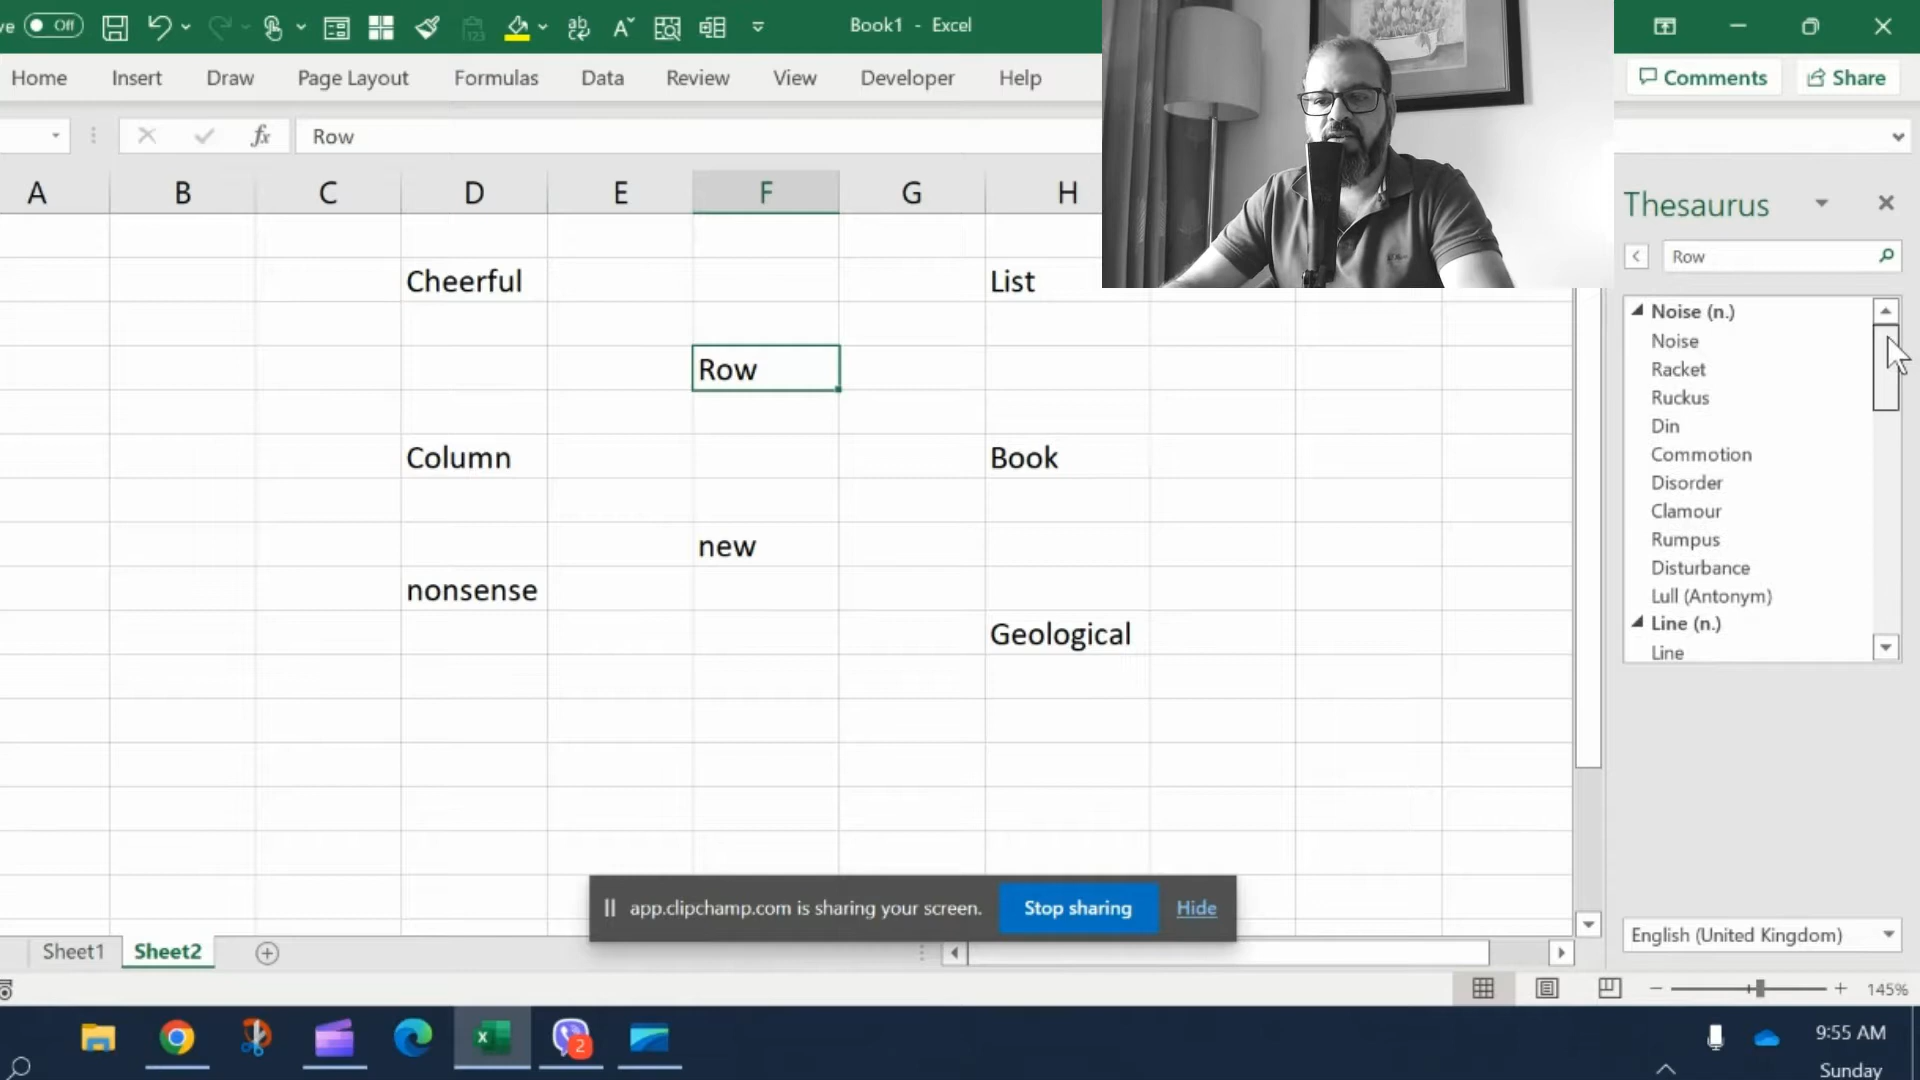 ve Off
Book1 - Excel
Home Insert Draw Page Layout Formulas Data Review View Developer Help
Comments Share
fx Row
A B C D E F G H
Cheerful
List
Row
Column
Book
new
nonsense
Geological
Thesaurus
Row
Noise (n.)
Noise
Racket
Ruckus
Din
Commotion
Disorder
Clamour
Rumpus
Disturbance
Lull (Antonym)
Line (n.)
Line
English (United Kingdom)
app.clipchamp.com is sharing your screen. Stop sharing Hide
Sheet1 Sheet2
145%
2
9:55 AM
Sunday